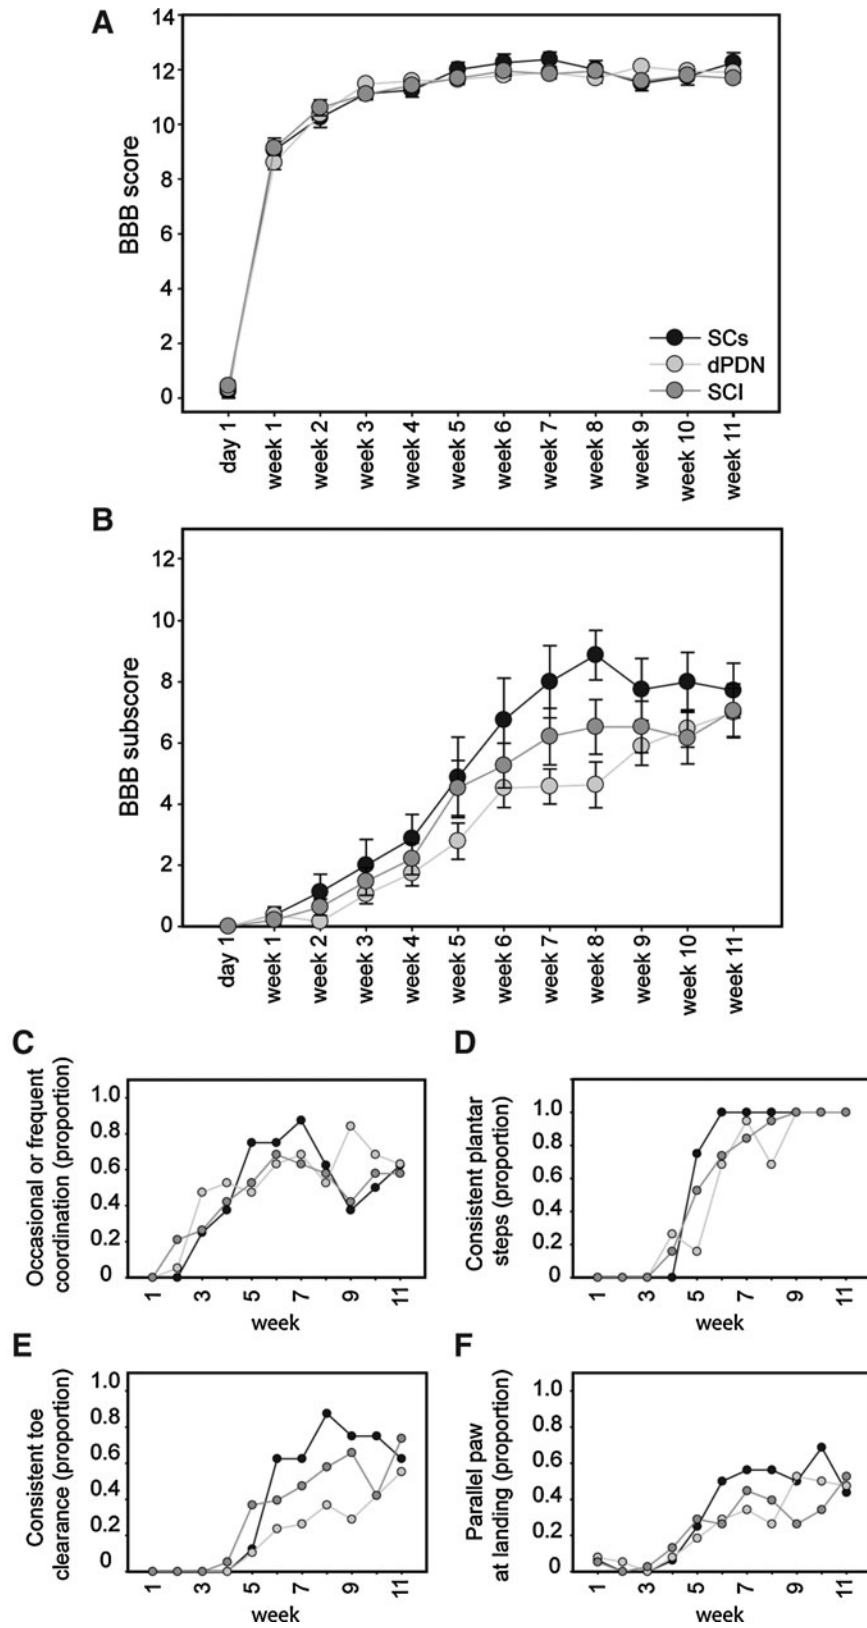 A
14
12
10
8
6
4
2
0
BBB score
SCs
dPDN
SCI
day 1
week 1
week 2
week 3
week 4
week 5
week 6
week 7
week 8
week 9
week 10
week 11
B
12
10
8
6
4
2
0
BBB subscore
day 1
week 1
week 2
week 3
week 4
week 5
week 6
week 7
week 8
week 9
week 10
week 11
C
Occasional or frequent
coordination (proportion)
1.0
0.8
0.6
0.4
0.2
0
1
3
5
7
9
11
week
D
Consistent plantar
steps (proportion)
1.0
0.8
0.6
0.4
0.2
0
1
3
5
7
9
11
week
E
Consistent toe
clearance (proportion)
1.0
0.8
0.6
0.4
0.2
0
1
3
5
7
9
11
week
F
Parallel paw
at landing (proportion)
1.0
0.8
0.6
0.4
0.2
0
1
3
5
7
9
11
week